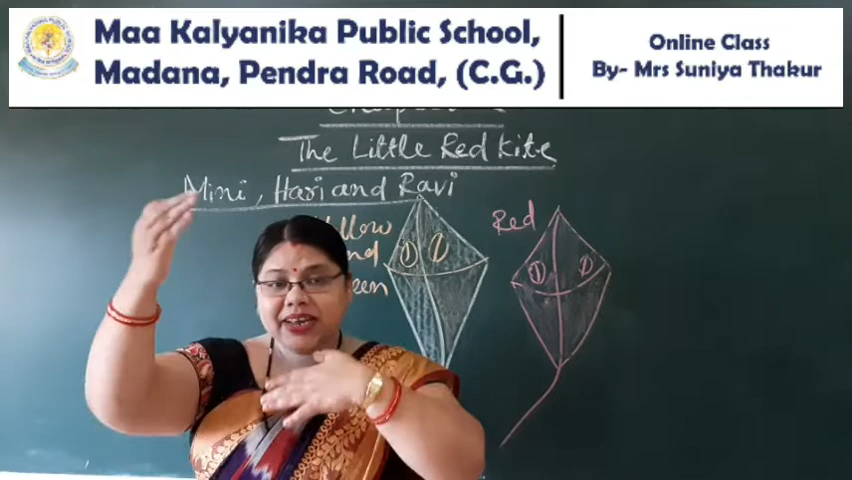 Maa Kalyanika Public School,
Madana, Pendra Road, (C.G.)
Online Class
By- Mrs Suniya Thakur
The Little Red Kite
Mini, Hari and Ravi
Red